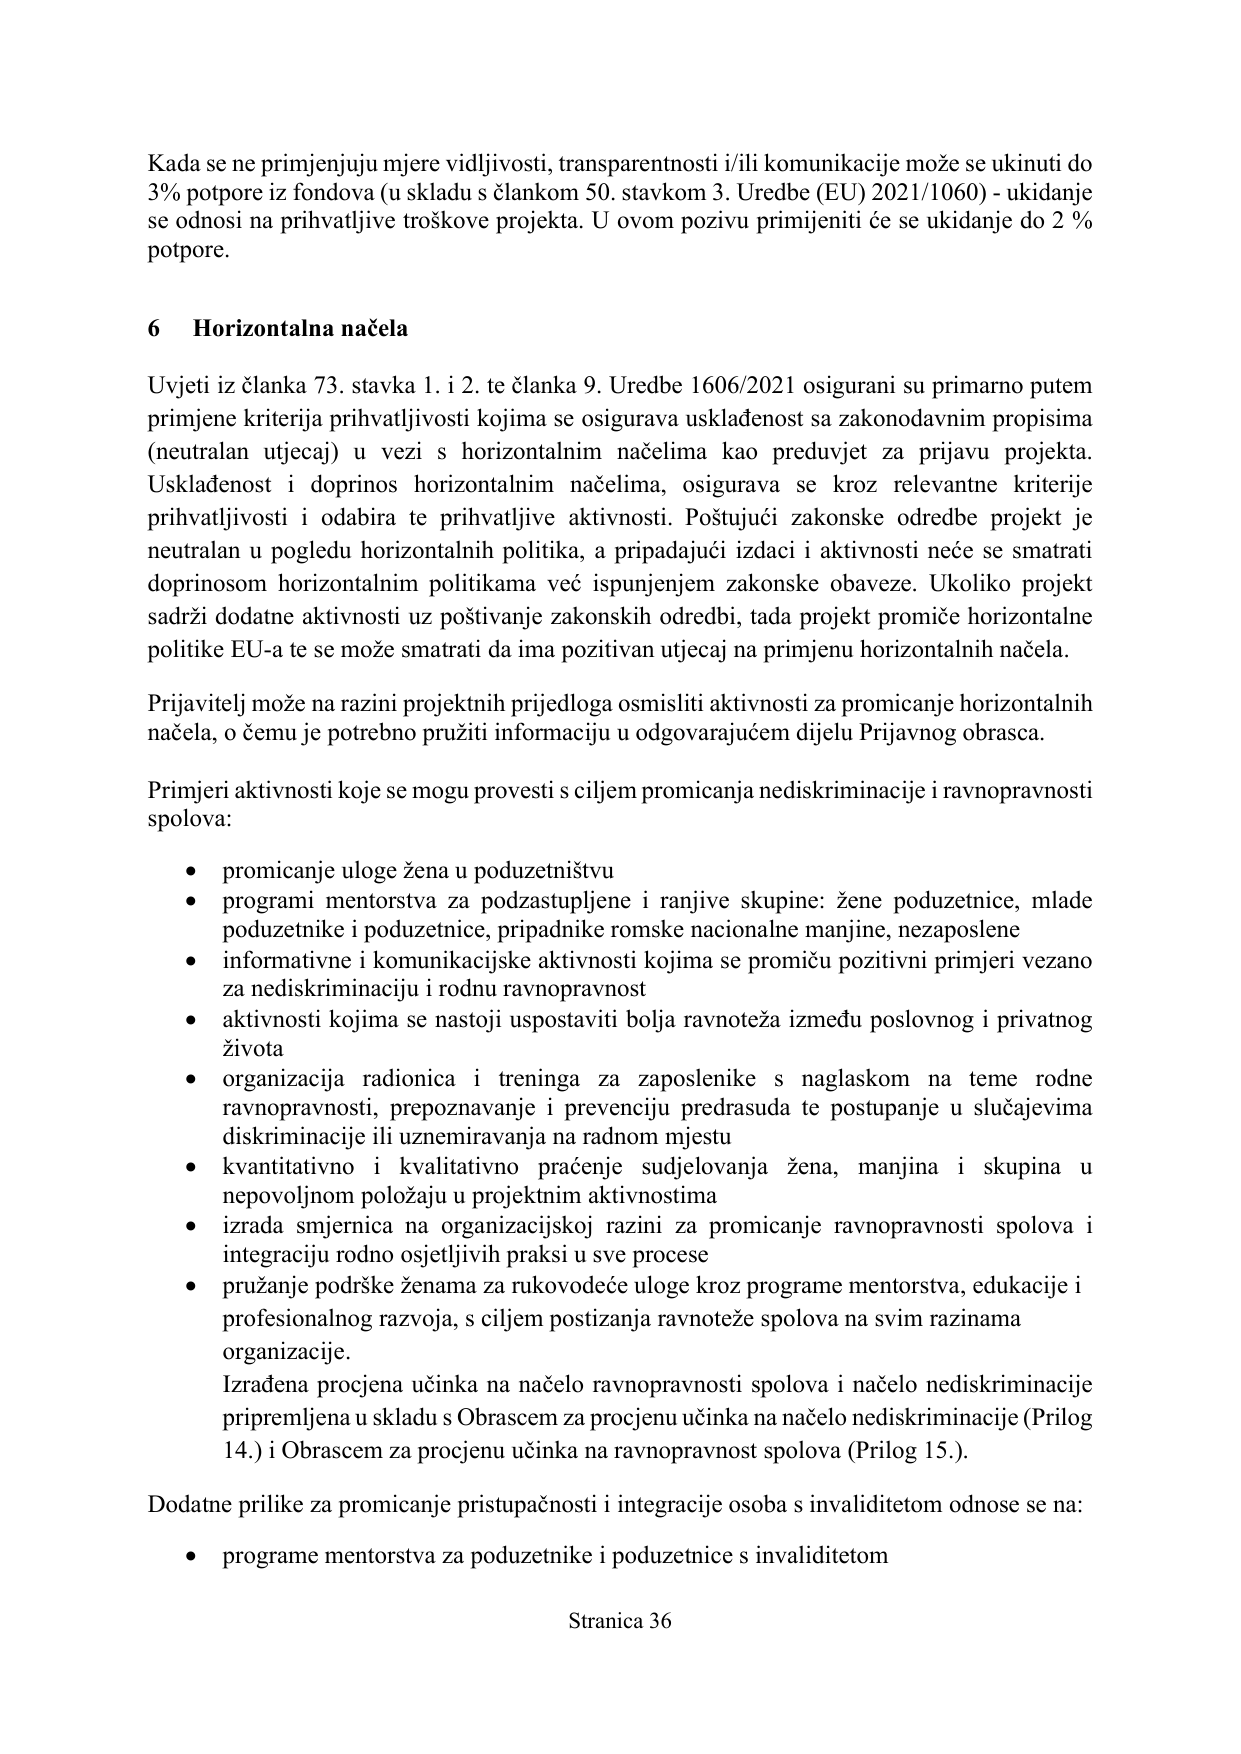 Kada se ne primjenjuju mjere vidljivosti, transparentnosti i/ili komunikacije može se ukinuti do
3% potpore iz fondova (u skladu s člankom 50. stavkom 3. Uredbe (EU) 2021/1060) - ukidanje
se odnosi na prihvatljive troškove projekta. U ovom pozivu primijeniti će se ukidanje do 2 %
potpore.
6 Horizontalna načela
Uvjeti iz članka 73. stavka 1. i 2. te članka 9. Uredbe 1606/2021 osigurani su primarno putem
primjene kriterija prihvatljivosti kojima se osigurava usklađenost sa zakonodavnim propisima
(neutralan utjecaj) u vezi s horizontalnim načelima kao preduvjet za prijavu projekta.
Usklađenost i doprinos horizontalnim načelima, osigurava se kroz relevantne kriterije
prihvatljivosti i odabira te prihvatljive aktivnosti. Poštujući zakonske odredbe projekt je
neutralan u pogledu horizontalnih politika, a pripadajući izdaci i aktivnosti neće se smatrati
doprinosom horizontalnim politikama već ispunjenjem zakonske obaveze. Ukoliko projekt
sadrži dodatne aktivnosti uz poštivanje zakonskih odredbi, tada projekt promiče horizontalne
politike EU-a te se može smatrati da ima pozitivan utjecaj na primjenu horizontalnih načela.
Prijavitelj može na razini projektnih prijedloga osmisliti aktivnosti za promicanje horizontalnih
načela, o čemu je potrebno pružiti informaciju u odgovarajućem dijelu Prijavnog obrasca.
Primjeri aktivnosti koje se mogu provesti s ciljem promicanja nediskriminacije i ravnopravnosti
spolova:
• promicanje uloge žena u poduzetništvu
• programi mentorstva za podzastupljene i ranjive skupine: žene poduzetnice, mlade
poduzetnike i poduzetnice, pripadnike romske nacionalne manjine, nezaposlene
• informativne i komunikacijske aktivnosti kojima se promiču pozitivni primjeri vezano
za nediskriminaciju i rodnu ravnopravnost
• aktivnosti kojima se nastoji uspostaviti bolja ravnoteža između poslovnog i privatnog
života
• organizacija radionica i treninga za zaposlenike s naglaskom na teme rodne
ravnopravnosti, prepoznavanje i prevenciju predrasuda te postupanje u slučajevima
diskriminacije ili uznemiravanja na radnom mjestu
• kvantitativno i kvalitativno praćenje sudjelovanja žena, manjina i skupina u
nepovoljnom položaju u projektnim aktivnostima
• izrada smjernica na organizacijskoj razini za promicanje ravnopravnosti spolova i
integraciju rodno osjetljivih praksi u sve procese
• pružanje podrške ženama za rukovodeće uloge kroz programe mentorstva, edukacije i
profesionalnog razvoja, s ciljem postizanja ravnoteže spolova na svim razinama
organizacije.
Izrađena procjena učinka na načelo ravnopravnosti spolova i načelo nediskriminacije
pripremljena u skladu s Obrascem za procjenu učinka na načelo nediskriminacije (Prilog
14.) i Obrascem za procjenu učinka na ravnopravnost spolova (Prilog 15.).
Dodatne prilike za promicanje pristupačnosti i integracije osoba s invaliditetom odnose se na:
• programe mentorstva za poduzetnike i poduzetnice s invaliditetom
Stranica 36